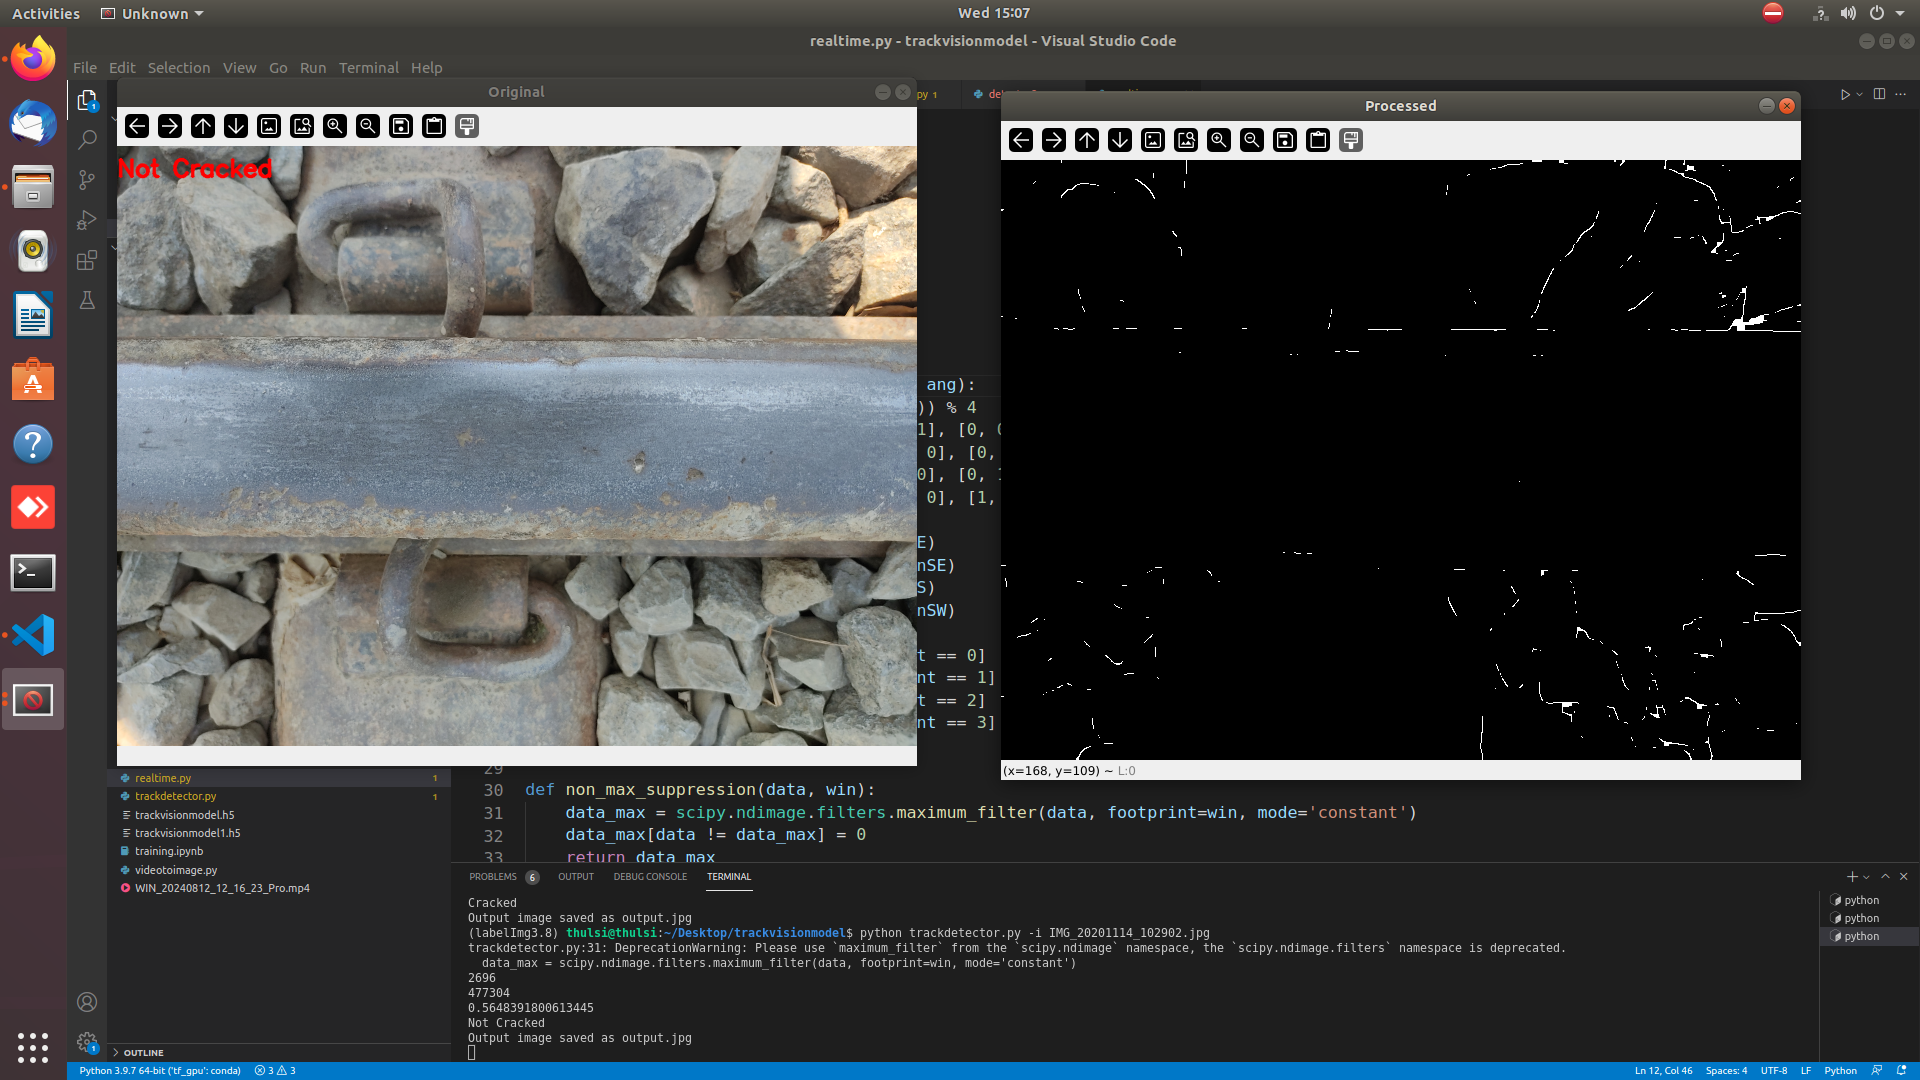 Activities
Unknown
Wed 15:07
realtime.py - trackvisionmodel - Visual Studio Code
File Edit Selection View Go Run Terminal Help
Original
Not Cracked
py 1
Processed
(x=168, y=109) ~ L:0
ang):
)) % 4
1], [0,
0], [0,
0], [0,
0], [1,
E)
nSE)
S)
nSW)
t == 0]
nt == 1]
t == 2]
nt == 3]
29
30 def non_max_suppression(data, win):
31 data_max = scipy.ndimage.filters.maximum_filter(data, footprint=win, mode='constant')
32 data_max[data != data_max] = 0
33 return data_max
realtime.py 1
trackdetector.py 1
trackvisionmodel.h5
trackvisionmodel1.h5
training.ipynb
videotoimage.py
WIN_20240812_12_16_23_Pro.mp4
OUTLINE
PROBLEMS 6 OUTPUT DEBUG CONSOLE TERMINAL
Cracked
Output image saved as output.jpg
(labelImg3.8) thulsi@thulsi:~/Desktop/trackvisionmodel$ python trackdetector.py -i IMG_20201114_102902.jpg
trackdetector.py:31: DeprecationWarning: Please use `maximum_filter` from the `scipy.ndimage` namespace, the `scipy.ndimage.filters` namespace is deprecated.
data_max = scipy.ndimage.filters.maximum_filter(data, footprint=win, mode='constant')
2696
477304
0.5648391800613445
Not Cracked
Output image saved as output.jpg
python
python
python
Python 3.9.7 64-bit ('tf_gpu': conda) 3 3
Ln 12, Col 46 Spaces: 4 UTF-8 LF Python